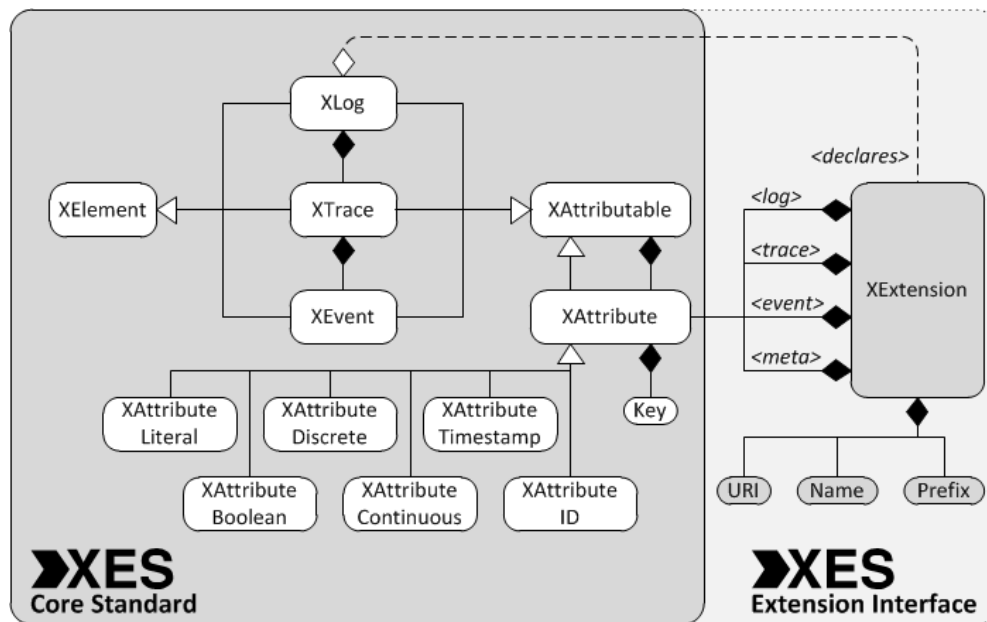 XLog
<declares>
<log>
XElement
XTrace
XAttributable
<trace>
XExtension
<event>
XEvent
XAttribute
<meta>
XAttribute
Literal
XAttribute
Discrete
XAttribute
Timestamp
Key
XAttribute
Boolean
XAttribute
Continuous
XAttribute
ID
URI
Name
Prefix
XES
Core Standard
XES
Extension Interface